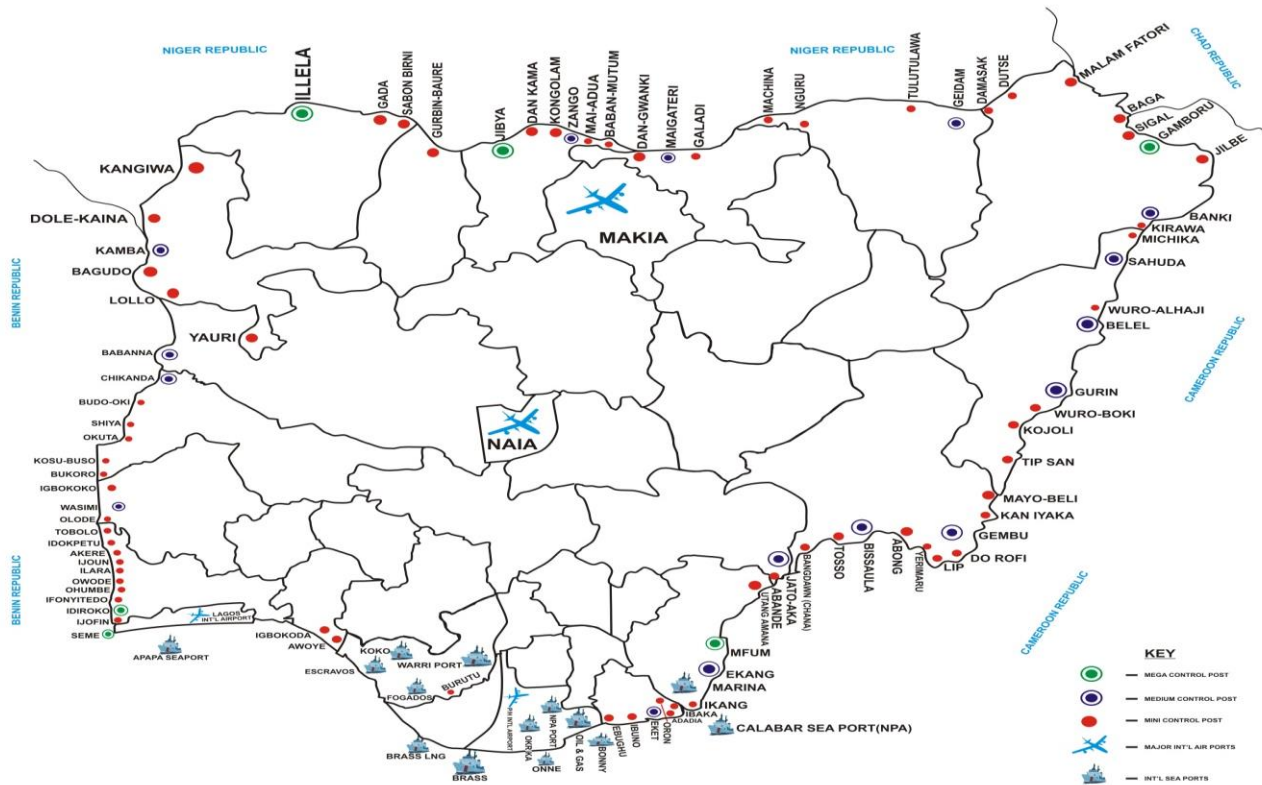 NIGER REPUBLIC
NIGER REPUBLIC
CHAD REPUBLIC
ILLELA
GADA
SABON BIRNI
GURBIN-BAURE
JIBYA
DAN KAMA
KONGOLAM
ZANGO
MAI-ADUA
BABAN-MUTUM
DAN-GWANKI
MAIGATERI
GALADI
MACHINA
NGURU
TULUTULAWA
GEIDAM
DAMASAK
DUTSE
MALAM FATORI
BAGA
SIGAL
GAMBORU
JILBE
BANKI
KIRAWA
MICHIKA
SAHUDA
WURO-ALHAJI
BELEL
CAMEROON REPUBLIC
GURIN
WURO-BOKI
KOJOLI
TIP SAN
MAYO-BELI
KAN IYAKA
GEMBU
DO ROFI
LIP
YERIMARU
ABONG
BISSAULA
TOSSO
BANGDAWN (CHANA)
JATO-AKA
ABANDE
UTANG AMANA
MFUM
EKANG
MARINA
IKANG
IBAKA
ADADIA
ORON
EKET
IBUNO
EBUGHU
CALABAR SEA PORT(NPA)
CAMEROON REPUBLIC
KANGIWA
DOLE-KAINA
KAMBA
BAGUDO
LOLLO
YAURI
BENIN REPUBLIC
BABANNA
CHIKANDA
BUDO-OKI
SHIYA
OKUTA
KOSU-BUSO
BUKORO
IGBOKOKO
WASIMI
OLODE
TOBOLO
IDOKPETU
AKERE
IJOUN
ILARA
OWODE
OHUMBE
IFONYITEDO
IDIROKO
IJOFIN
SEME
BENIN REPUBLIC
MAKIA
NAIA
LAGOS
INT'L AIRPORT
APAPA SEAPORT
IGBOKODA
AWOYE
ESCRAVOS
KOKO
WARRI PORT
FOGADOS
BURUTU
BRASS LNG
BRASS
P/H INT'L AIRPORT
OKRIKA
NPA PORT
ONNE
OIL & GAS
BONNY
KEY
— MEGA CONTROL POST
— MEDIUM CONTROL POST
— MINI CONTROL POST
— MAJOR INT'L AIR PORTS
— INT'L SEA PORTS